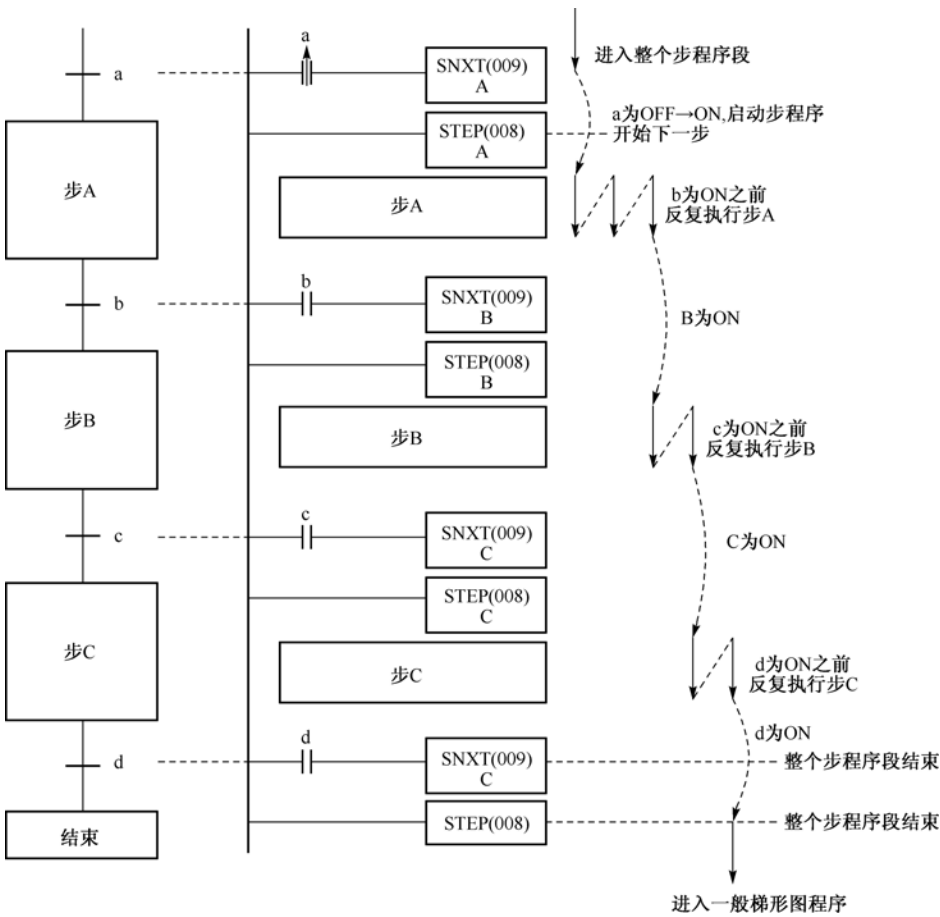 a
a
SNXT(009)
A
进入整个步程序段
STEP(008)
A
a为OFF→ON,启动步程序
开始下一步
步A
步A
b为ON之前
反复执行步A
b
b
SNXT(009)
B
B为ON
STEP(008)
B
步B
步B
c为ON之前
反复执行步B
c
c
SNXT(009)
C
C为ON
STEP(008)
C
步C
步C
d为ON之前
反复执行步C
d为ON
d
d
SNXT(009)
C
整个步程序段结束
结束
STEP(008)
整个步程序段结束
进入一般梯形图程序